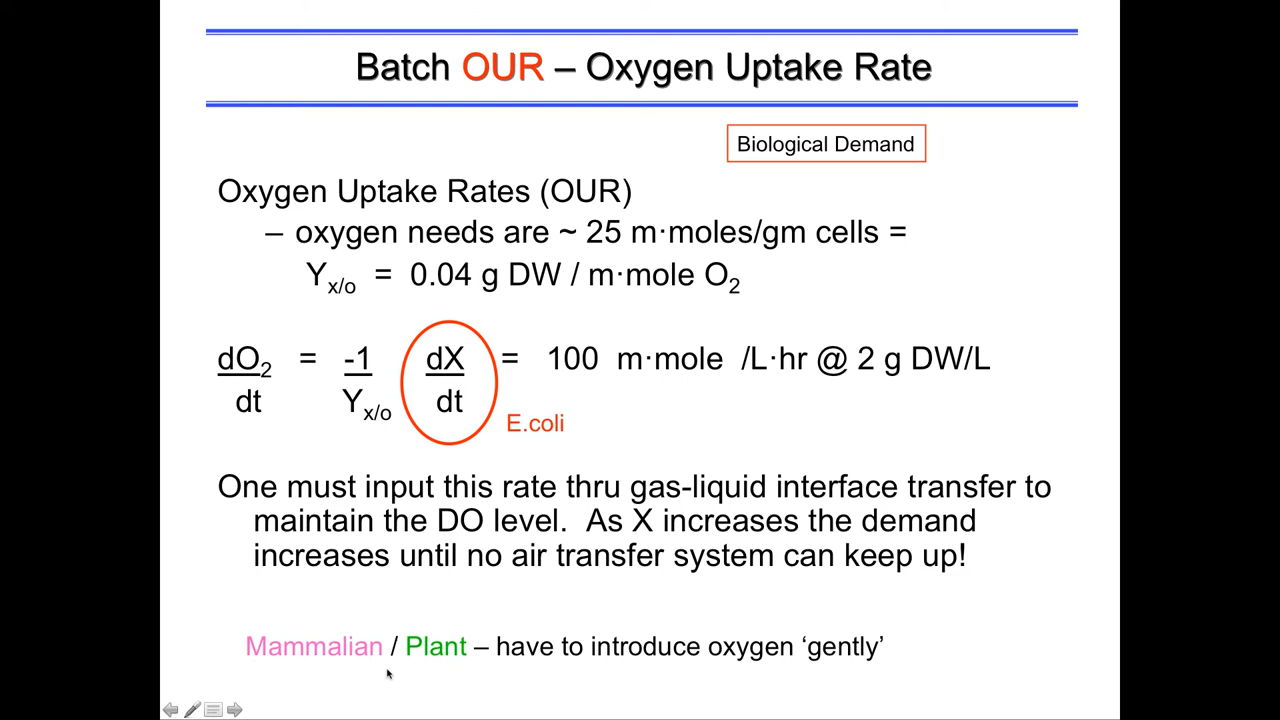 Batch OUR – Oxygen Uptake Rate
Biological Demand
Oxygen Uptake Rates (OUR)
– oxygen needs are ~ 25 m·moles/gm cells =
Yx/o = 0.04 g DW / m·mole O2
dO2 = -1 dX = 100 m·mole /L·hr @ 2 g DW/L
dt Yx/o dt
E.coli
One must input this rate thru gas-liquid interface transfer to
maintain the DO level. As X increases the demand
increases until no air transfer system can keep up!
Mammalian / Plant – have to introduce oxygen ‘gently’